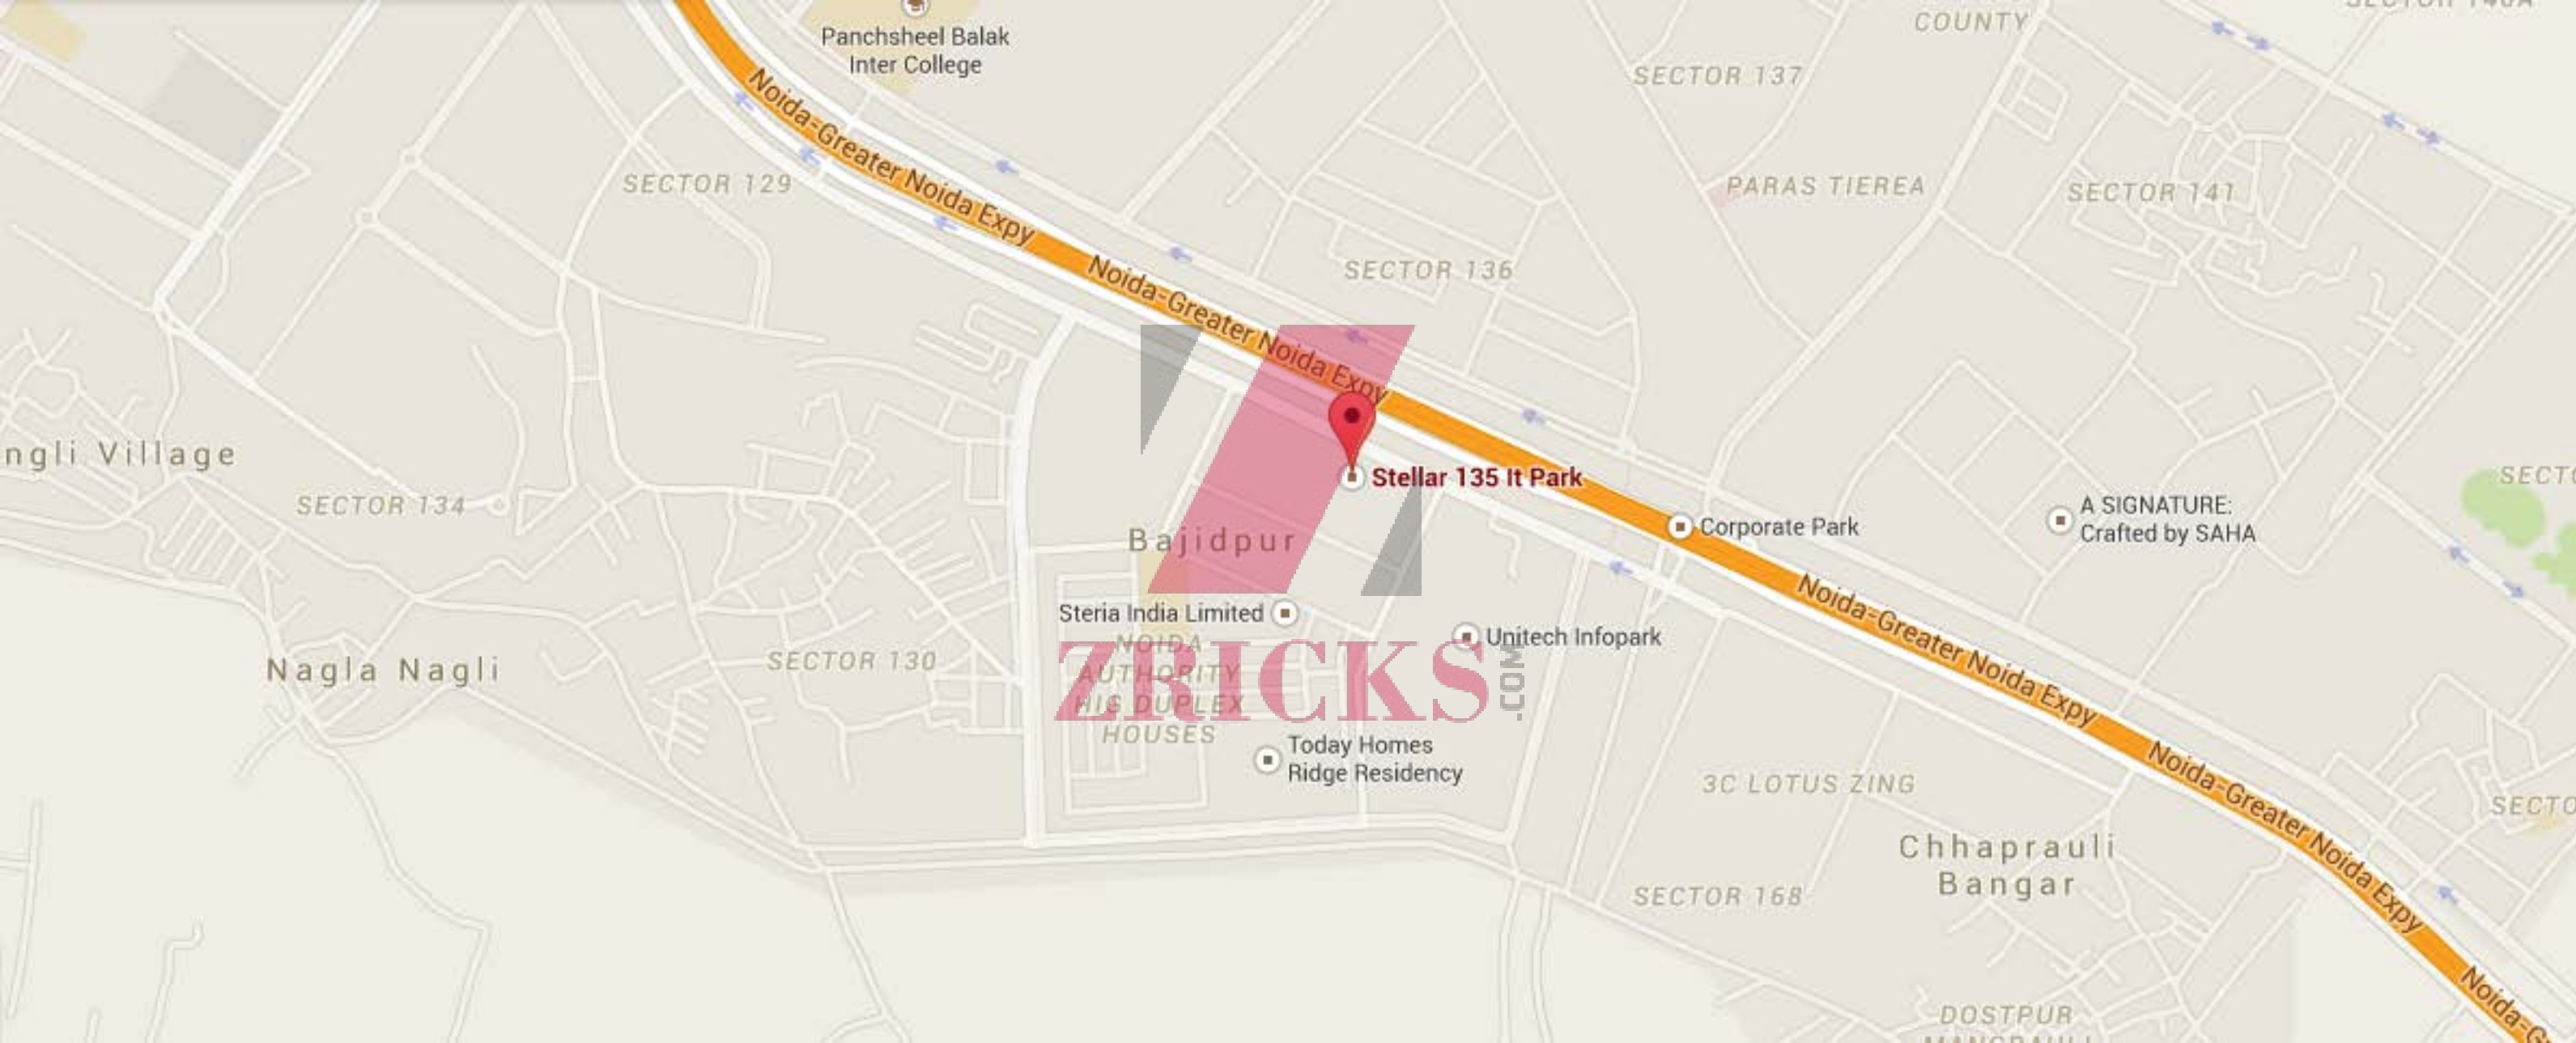 COUNTY
Panchsheel Balak
Inter College
SECTOR 137
Noida-Greater Noida Expy
SECTOR 129
PARAS TIEREA
SECTOR 141
Noida-Greater Noida Expy
SECTOR 136
ngli Village
SECTOR 134
Stellar 135 It Park
SECT
A SIGNATURE:
Crafted by SAHA
Corporate Park
Bajidpur
Noida-Greater Noida Expy
Steria India Limited
Unitech Infopark
NOIDA
AUTHORITY
HIG DUPLEX
HOUSES
ZRICKS
.COM
SECTOR 130
Nagla Nagli
Today Homes
Ridge Residency
3C LOTUS ZING
Noida-Greater Noida Expy
SECTO
Chhaprauli
Bangar
SECTOR 168
Noida-G
DOSTPUR